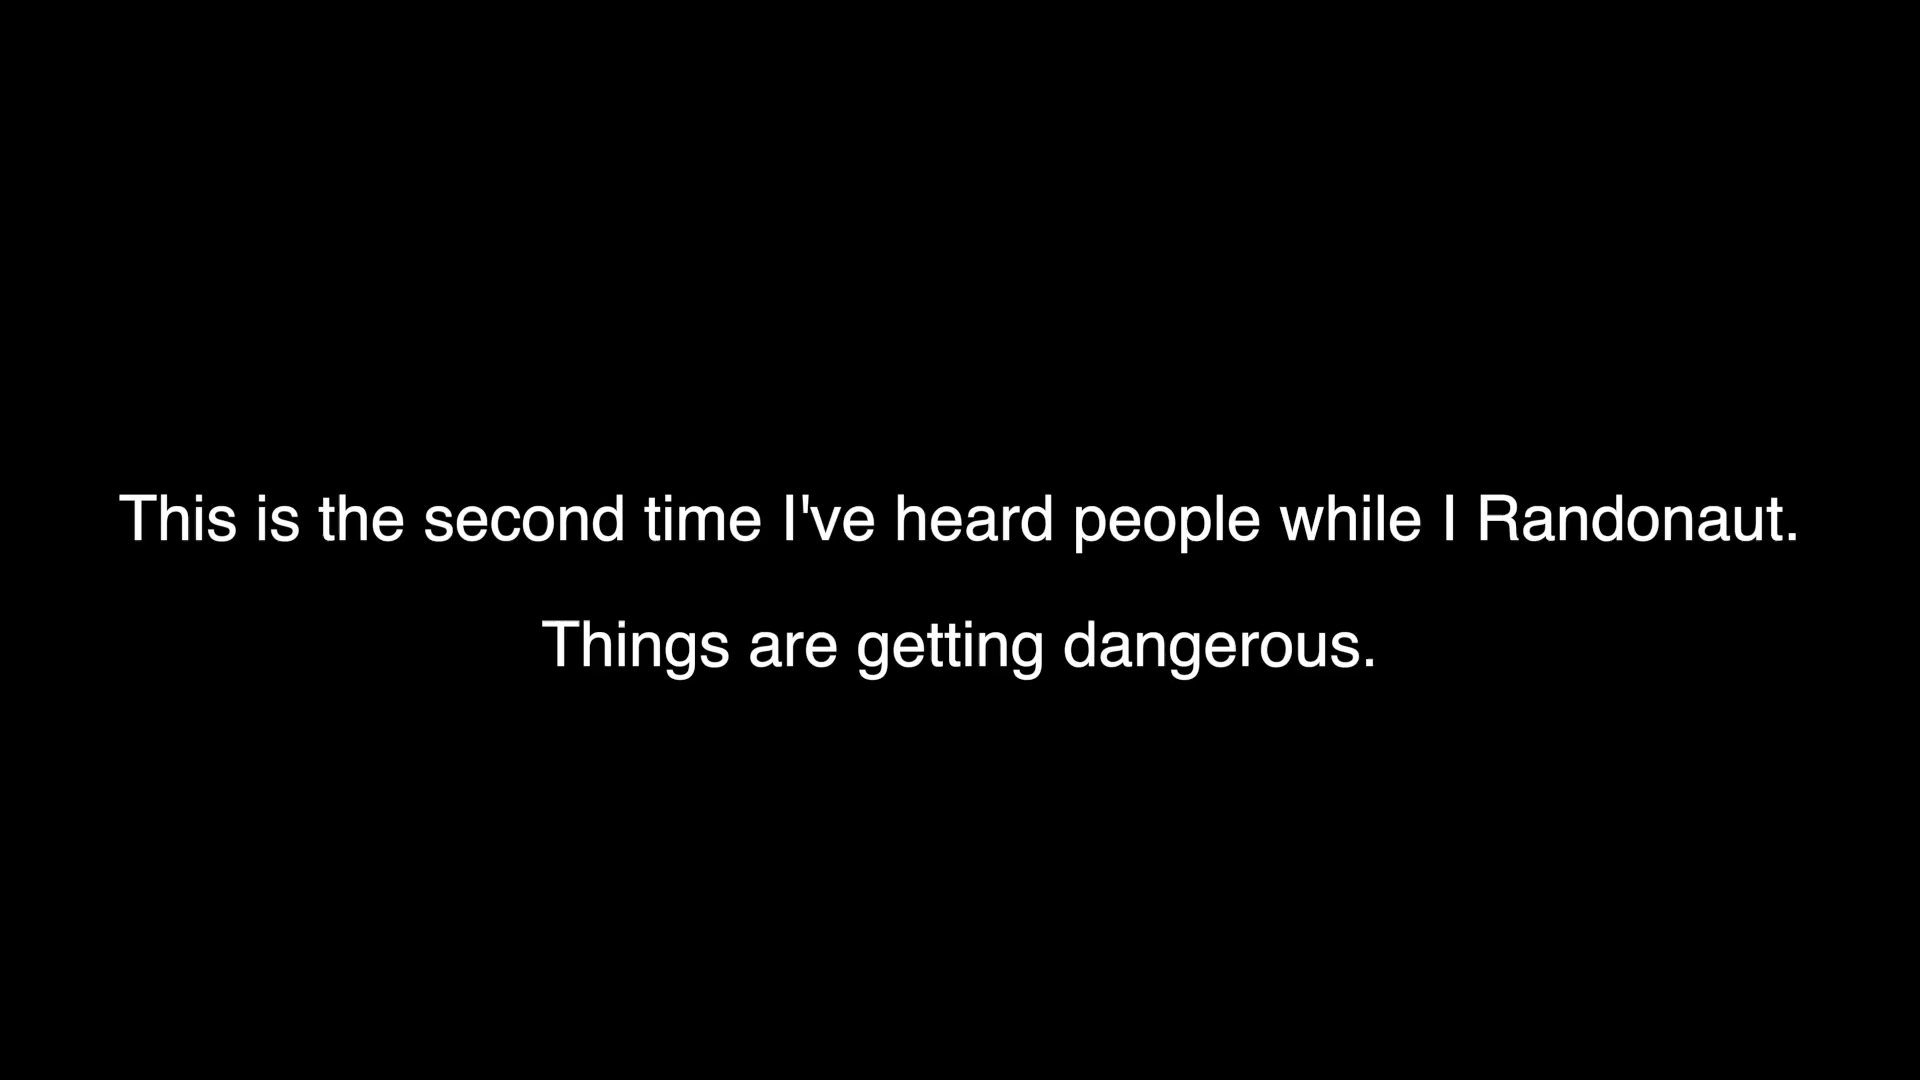 This is the second time I've heard people while I Randonaut.
Things are getting dangerous.